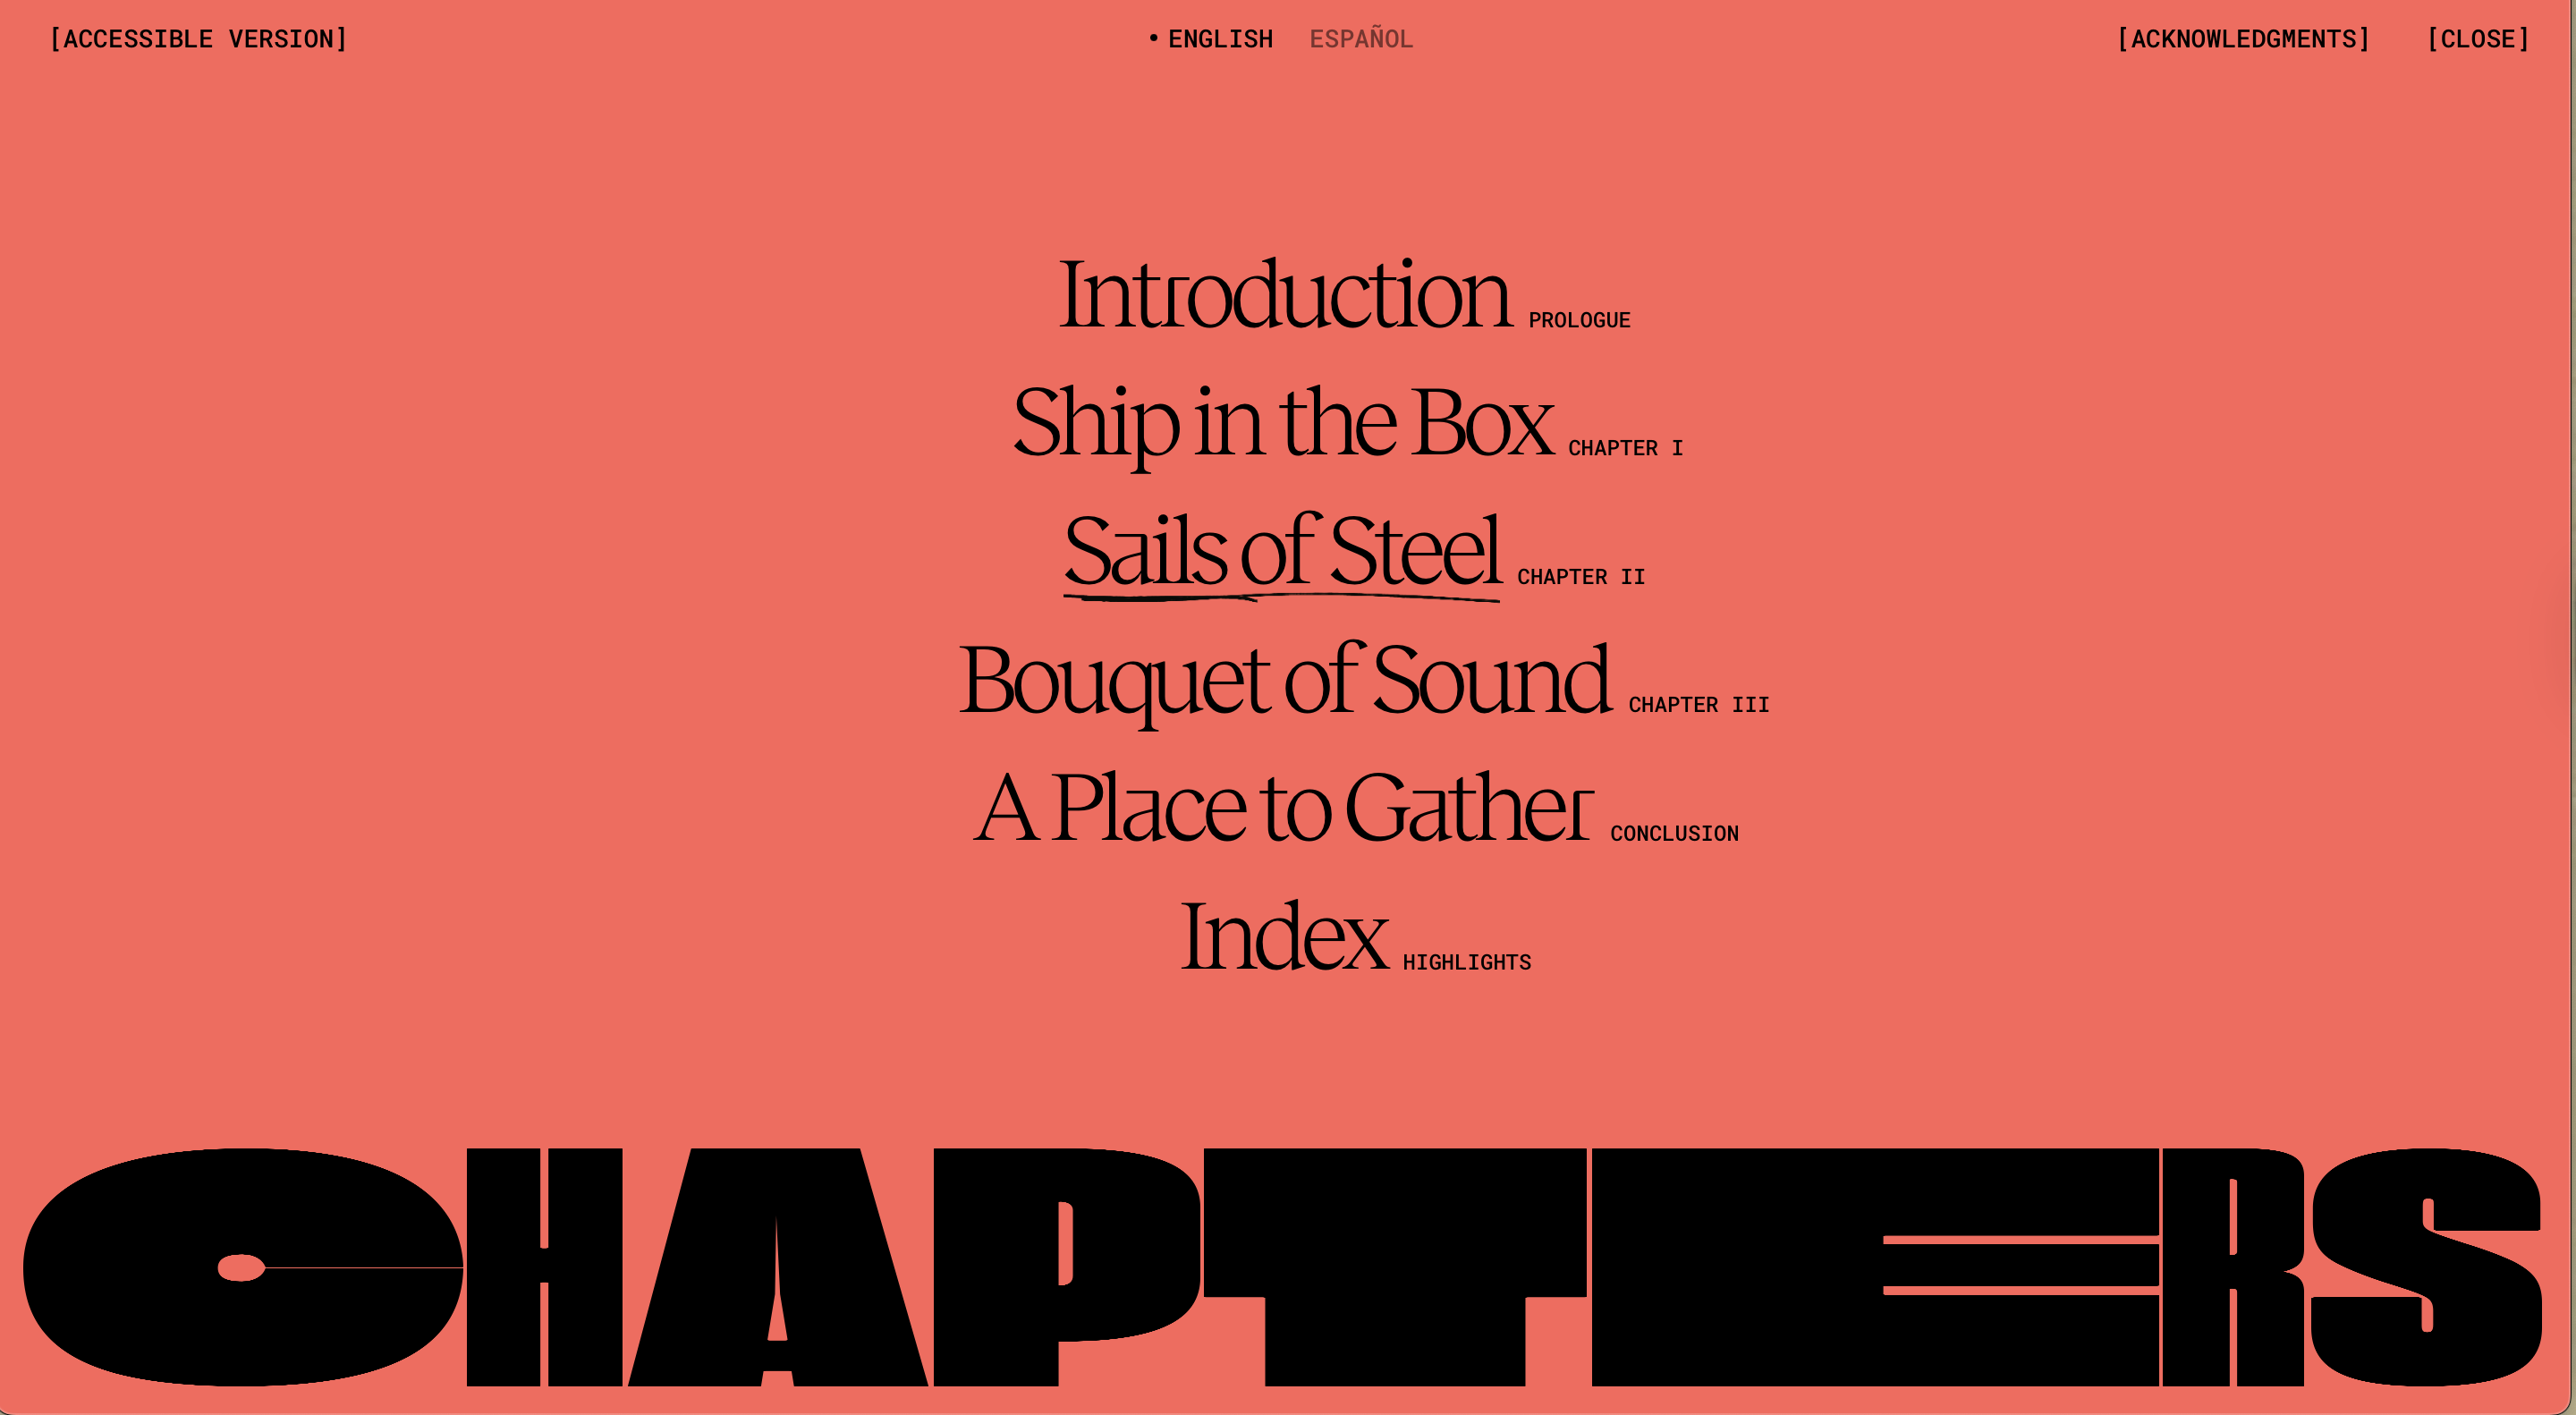 [ACCESSIBLE VERSION] • ENGLISH ESPAÑOL [ACKNOWLEDGMENTS] [CLOSE]
Introduction PROLOGUE
Ship in the Box CHAPTER I
Sails of Steel CHAPTER II
Bouquet of Sound CHAPTER III
A Place to Gather CONCLUSION
Index HIGHLIGHTS
CHAPTERS